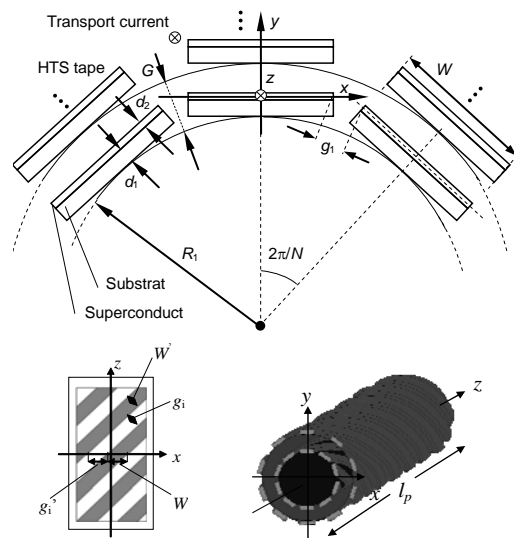 y
Transport current
HTS tape
G
z
x
W
d2
g1
d1
R1
2π/N
Substrat
Superconduct
z
W'
gi
x
gi'
W
y
z
x
lp